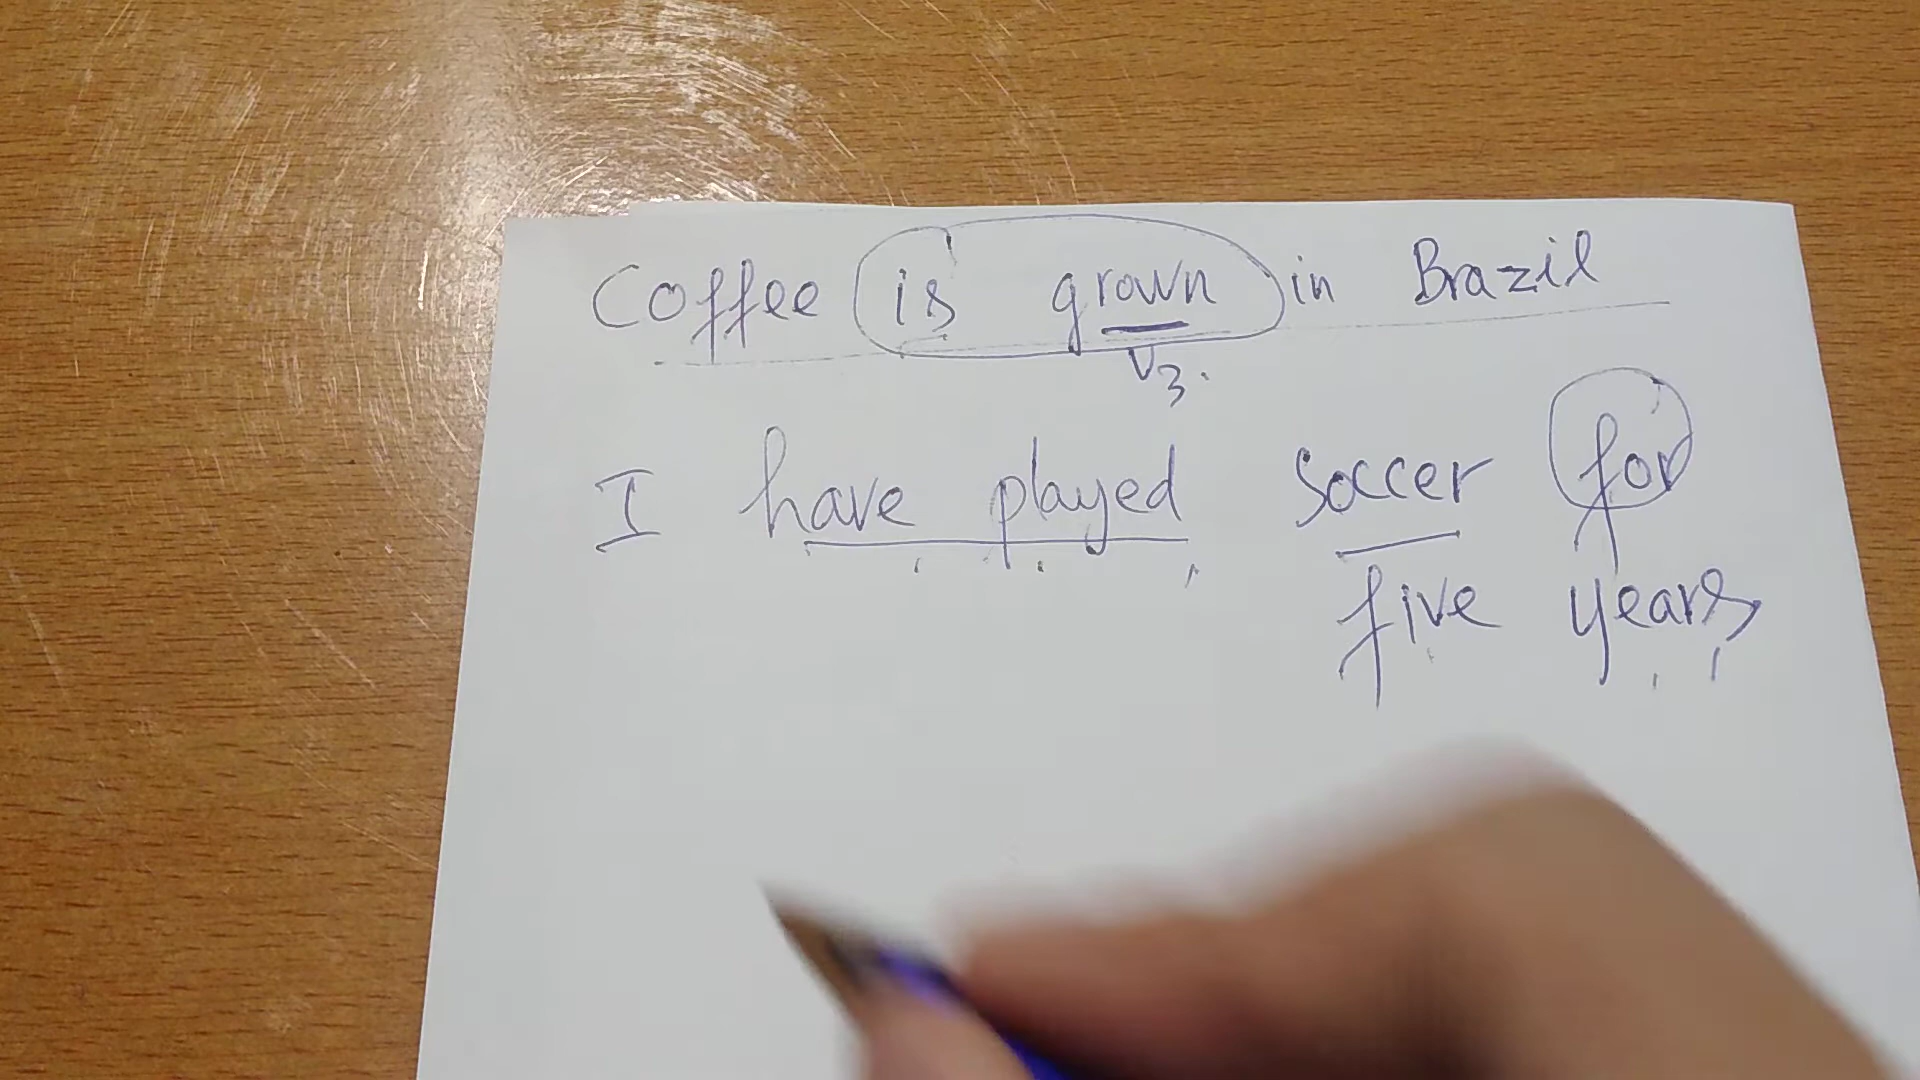 Coffee is grown in Brazil
V3.
I have played soccer for
five years